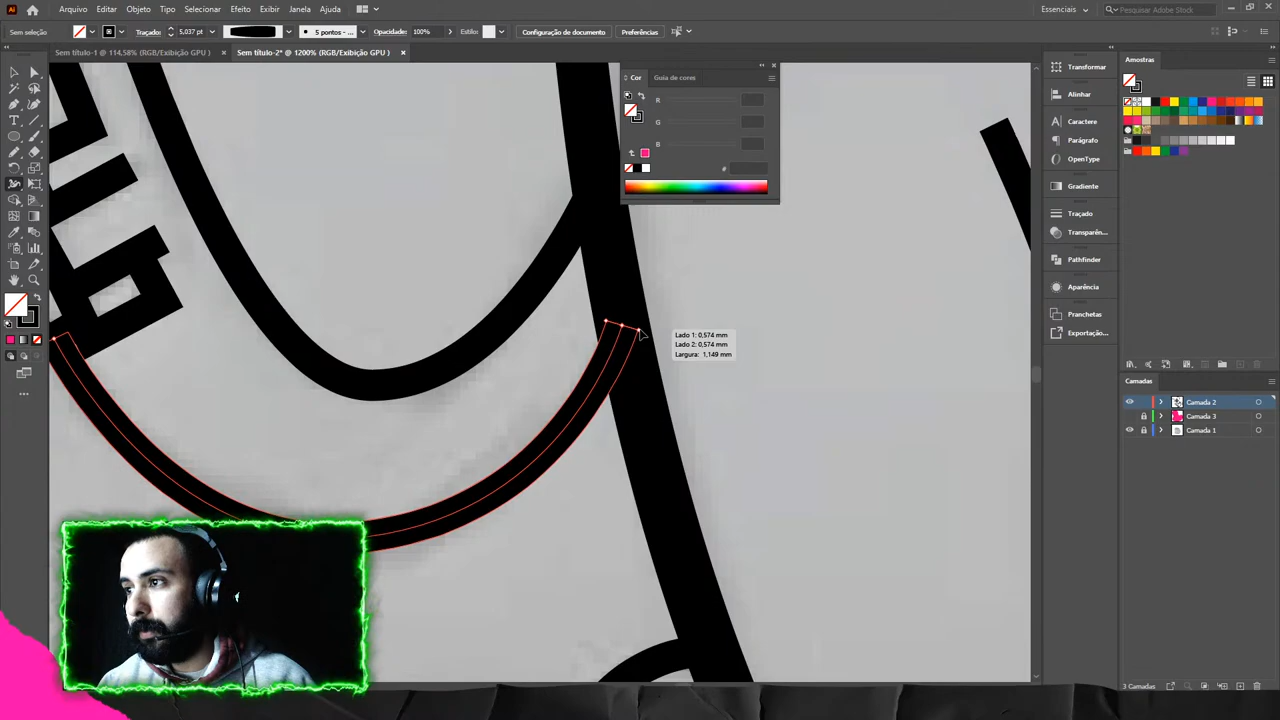 Ai Arquivo Editar Objeto Tipo Selecionar Efeito Exibir Janela Ajuda Essenciais Pesquisar Adobe Stock
Sem seleção Traçado: 5,037 pt 5 pontos - ... Opacidade: 100% Estilo: Configuração de documento Preferências
Sem título-1 @ 114,58% (RGB/Exibição GPU ) × Sem título-2* @ 1200% (RGB/Exibição GPU ) ×
Cor Guia de cores
R
G
B
#
Lado 1: 0,574 mm
Lado 2: 0,574 mm
Largura: 1,149 mm
Transformar
Alinhar
Caractere
Parágrafo
OpenType
Gradiente
Traçado
Transparên...
Pathfinder
Aparência
Pranchetas
Exportação...
Amostras
Camadas
Camada 2
Camada 3
Camada 1
3 Camadas